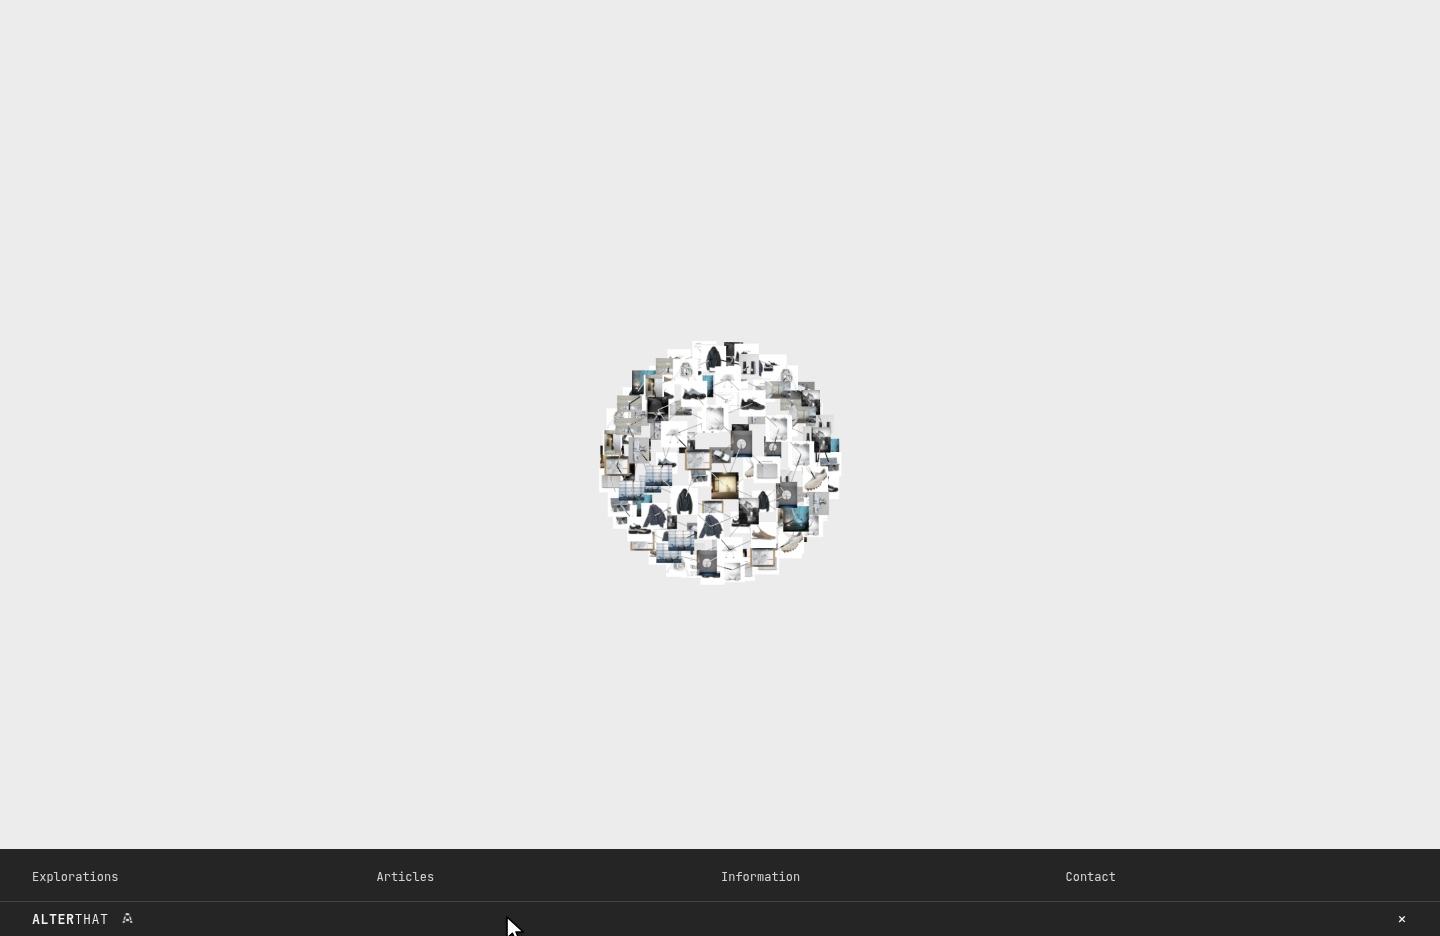 Explorations
Articles
Information
Contact
ALTERTHAT
×